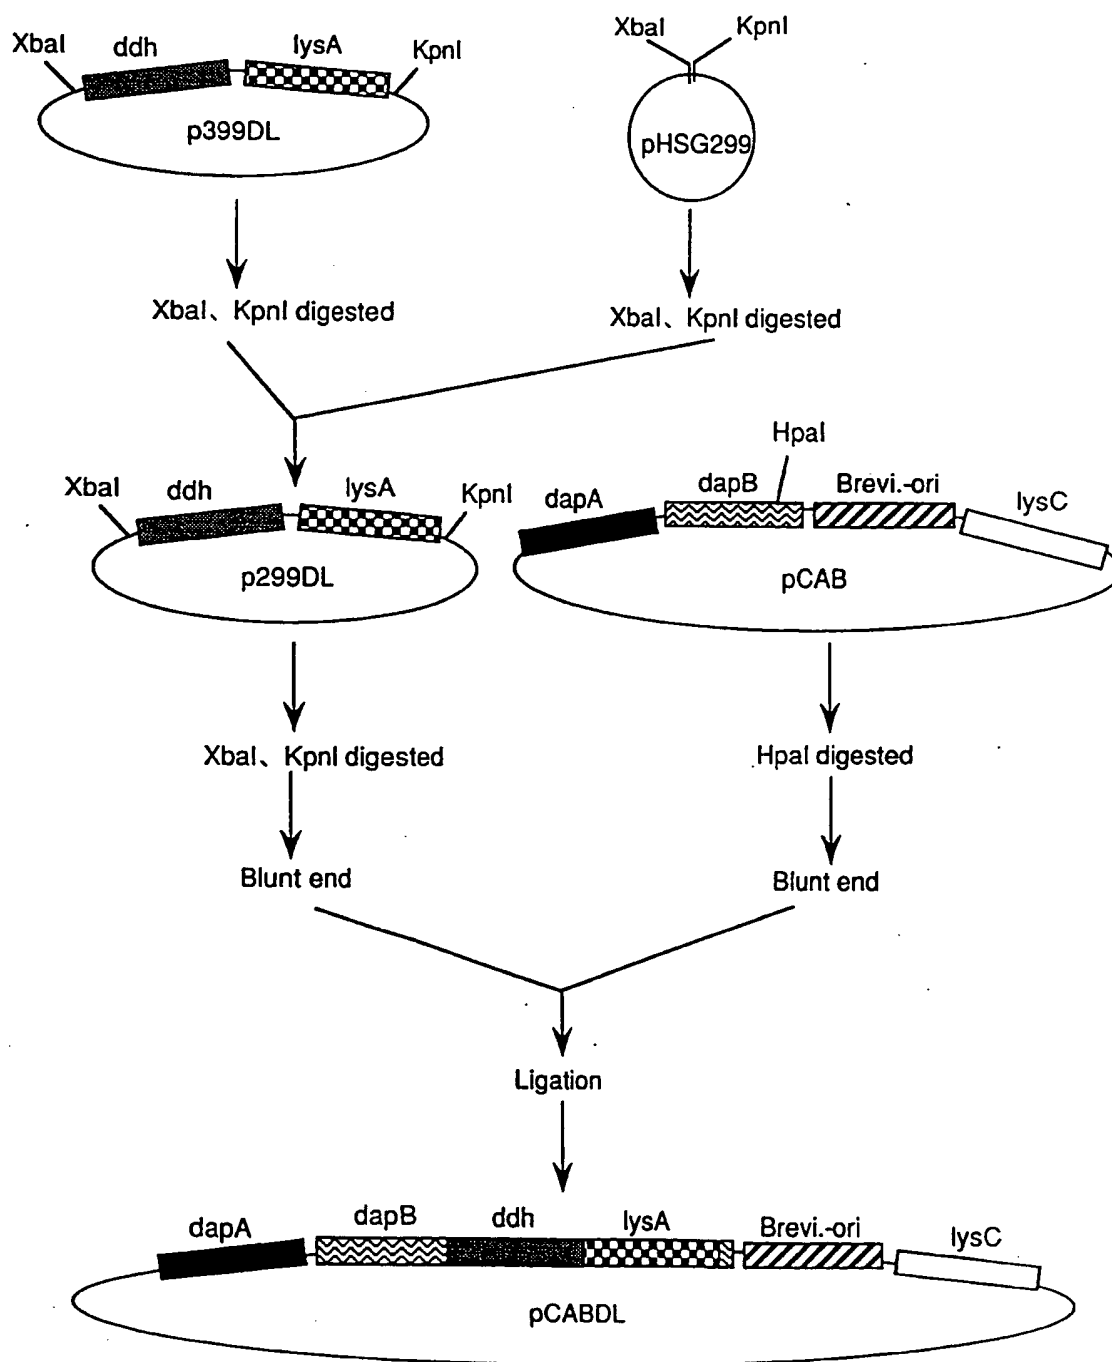 XbaI ddh lysA KpnI
p399DL
XbaI KpnI
pHSG299
XbaI、KpnI digested
XbaI、KpnI digested
XbaI ddh lysA KpnI
p299DL
HpaI
dapA dapB Brevi.-ori lysC
pCAB
XbaI、KpnI digested
HpaI digested
Blunt end
Blunt end
Ligation
dapA dapB ddh lysA Brevi.-ori lysC
pCABDL